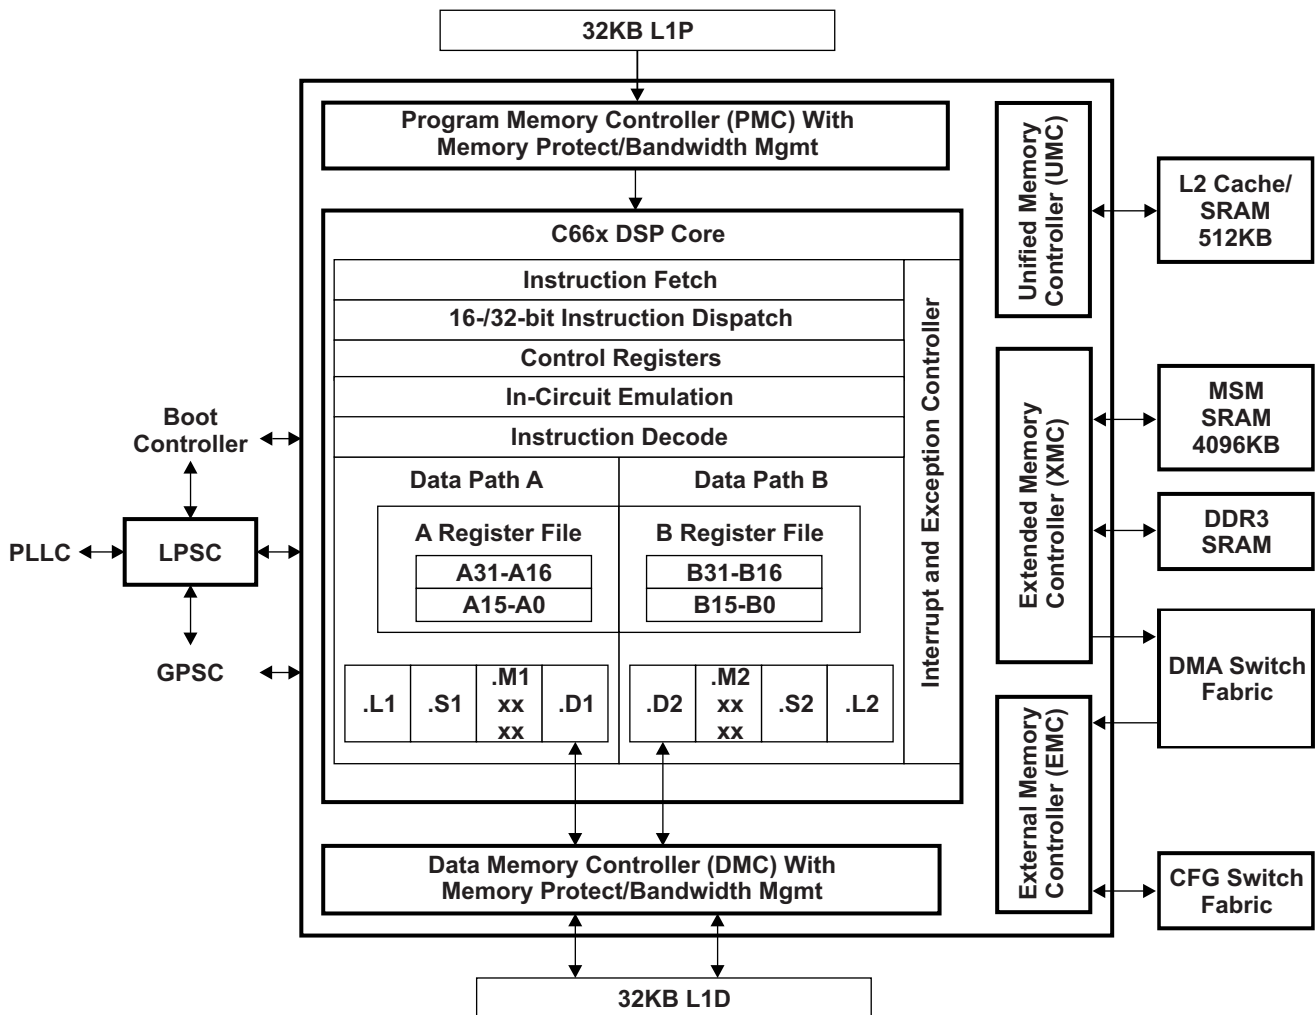 32KB L1P
Program Memory Controller (PMC) With
Memory Protect/Bandwidth Mgmt
C66x DSP Core
Instruction Fetch
16-/32-bit Instruction Dispatch
Control Registers
In-Circuit Emulation
Instruction Decode
Data Path A
Data Path B
A Register File
B Register File
A31-A16
A15-A0
B31-B16
B15-B0
.L1
.S1
.M1
xx
xx
.D1
.D2
.M2
xx
xx
.S2
.L2
Interrupt and Exception Controller
Data Memory Controller (DMC) With
Memory Protect/Bandwidth Mgmt
32KB L1D
Boot
Controller
PLLC
LPSC
GPSC
Unified Memory
Controller (UMC)
Extended Memory
Controller (XMC)
External Memory
Controller (EMC)
L2 Cache/
SRAM
512KB
MSM
SRAM
4096KB
DDR3
SRAM
DMA Switch
Fabric
CFG Switch
Fabric